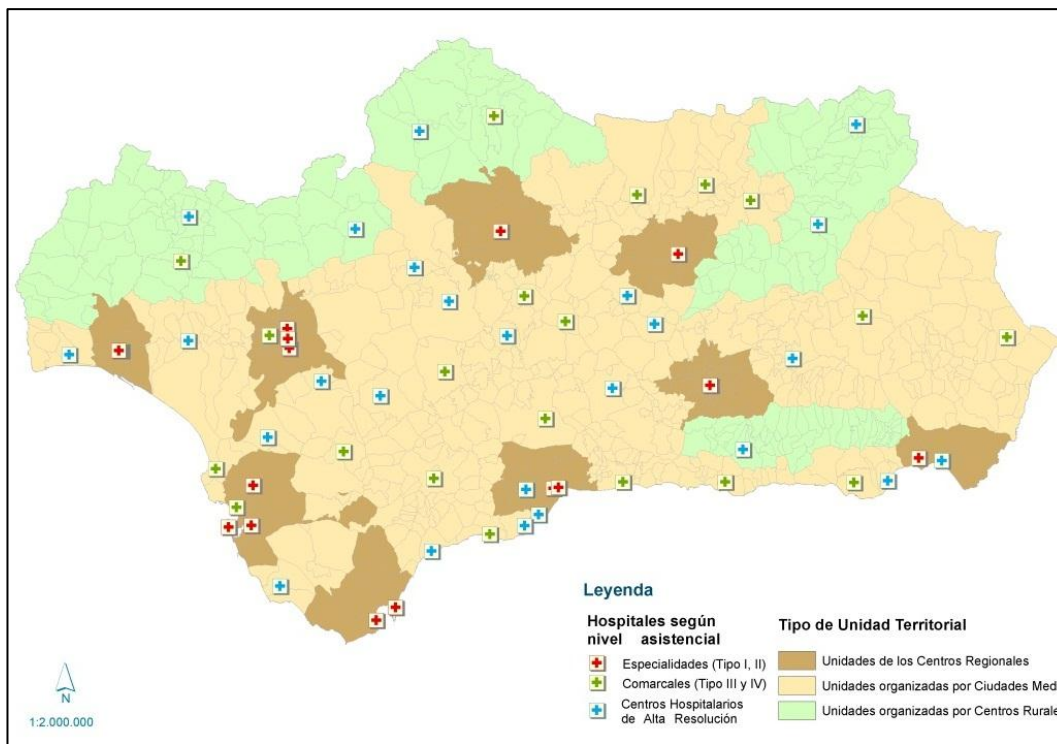 Leyenda
Hospitales según
nivel asistencial
Especialidades (Tipo I, II)
Comarcales (Tipo III y IV)
Centros Hospitalarios
de Alta Resolución
Tipo de Unidad Territorial
Unidades de los Centros Regionales
Unidades organizadas por Ciudades Med
Unidades organizadas por Centros Rurale
N
1:2.000.000